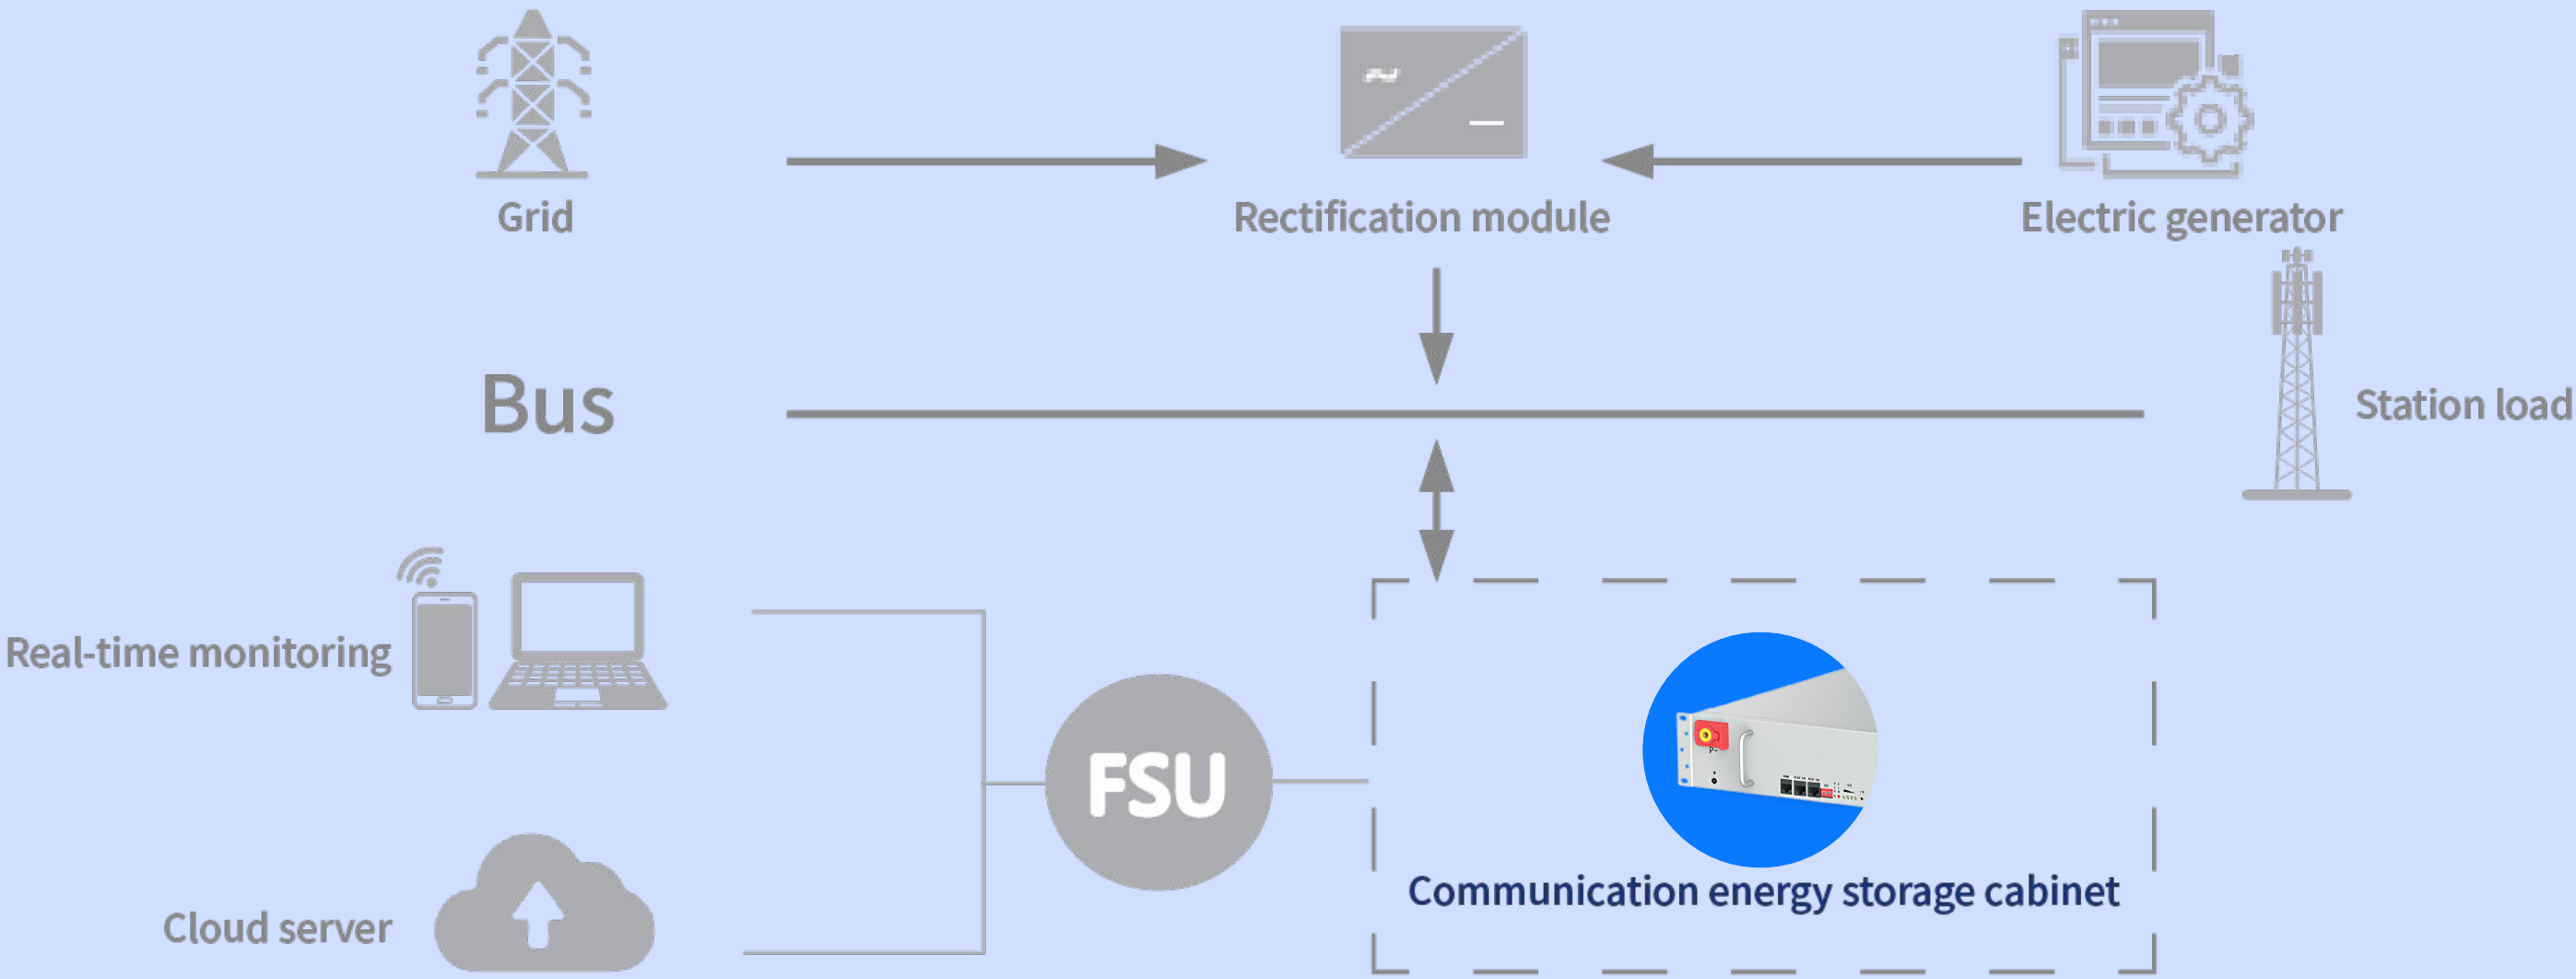 Grid
Rectification module
Electric generator
Bus
Station load
Real-time monitoring
FSU
P-
Communication energy storage cabinet
Cloud server